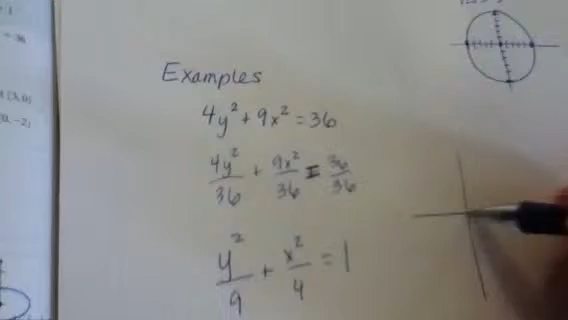 Examples
4y² + 9x² = 36
4y²/36 + 9x²/36 = 36/36
y²/9 + x²/4 = 1